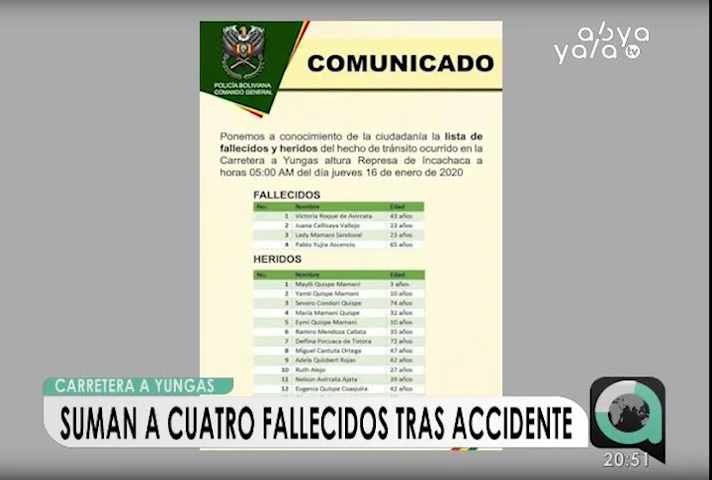 abya
yala tv
POLICÍA BOLIVIANA
COMANDO GENERAL
COMUNICADO
Ponemos a conocimiento de la ciudadanía la lista de
fallecidos y heridos del hecho de tránsito ocurrido en la
Carretera a Yungas altura Represa de Incachaca a
horas 05:00 AM del día jueves 16 de enero de 2020
FALLECIDOS
No. Nombre Edad
1 Victoria Roque de Avircata 43 años
2 Juana Callisaya Vallejo 23 años
3 Lady Mamani Sandoval 23 años
4 Pablo Yujra Ascencio 65 años
HERIDOS
No. Nombre Edad
1 Maylli Quispe Mamani 3 años
2 Yamil Quispe Mamani 10 años
3 Severo Condori Quispe 74 años
4 María Mamani Quispe 32 años
5 Eymi Quispe Mamani 10 años
6 Ramiro Mendoza Callata 35 años
7 Delfina Pocuaca de Totora 72 años
8 Miguel Cantuta Ortega 47 años
9 Adela Quisbert Rojas 42 años
10 Ruth Alejo 27 años
11 Nelson Avircata Ajata 39 años
12 Eugenia Quispe Coaquira 42 años
CARRETERA A YUNGAS
SUMAN A CUATRO FALLECIDOS TRAS ACCIDENTE
20:51